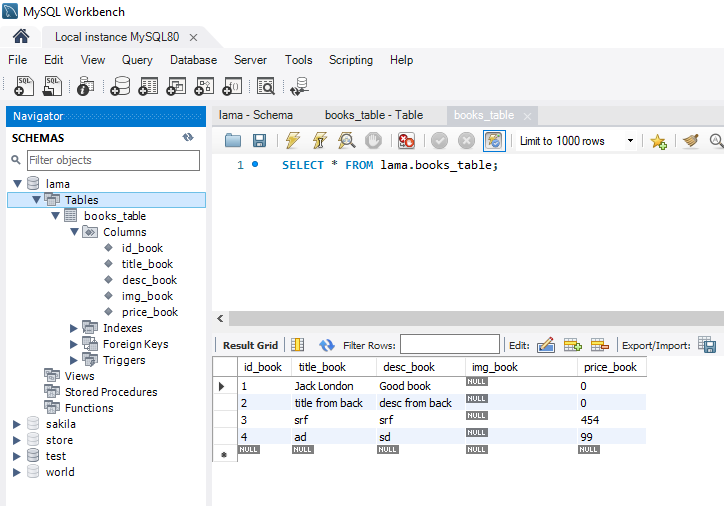 MySQL Workbench
Local instance MySQL80
File Edit View Query Database Server Tools Scripting Help
SQL SQL
Navigator
SCHEMAS
Filter objects
lama
Tables
books_table
Columns
id_book
title_book
desc_book
img_book
price_book
Indexes
Foreign Keys
Triggers
Views
Stored Procedures
Functions
sakila
store
test
world
lama - Schema books_table - Table books_table
Limit to 1000 rows
1 SELECT * FROM lama.books_table;
Result Grid Filter Rows: Edit: Export/Import:
id_book title_book desc_book img_book price_book
1 Jack London Good book NULL 0
2 title from back desc from back NULL 0
3 srf srf NULL 454
4 ad sd NULL 99
NULL NULL NULL NULL NULL